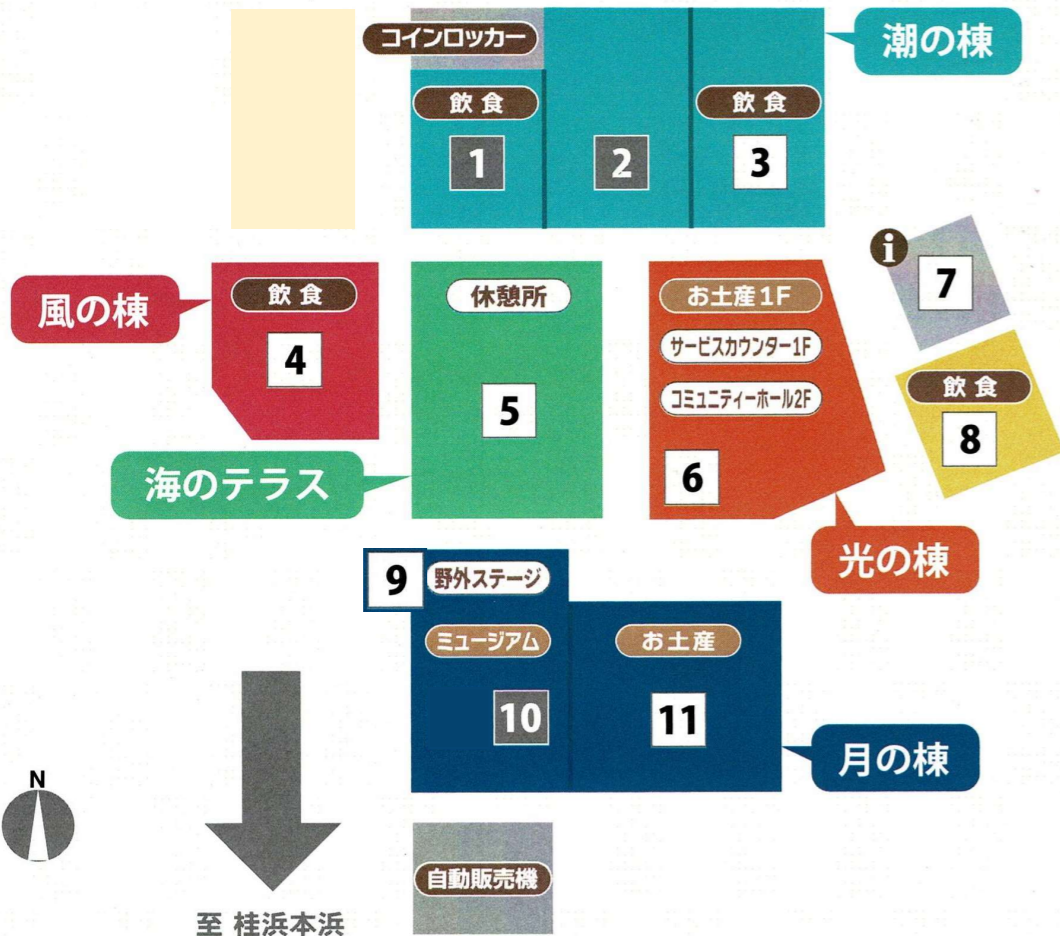 コインロッカー
潮の棟
飲食
1
2
飲食
3
i
7
風の棟
飲食
4
休憩所
5
お土産1F
サービスカウンター1F
コミュニティーホール2F
6
飲食
8
海のテラス
光の棟
9
野外ステージ
ミュージアム
10
お土産
11
月の棟
N
自動販売機
至 桂浜本浜